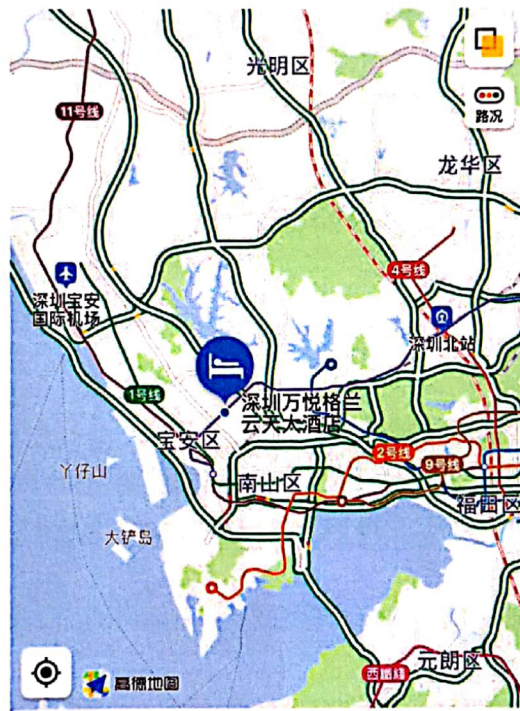 光明区
路况
11号线
龙华区
4号线
深圳宝安
国际机场
深圳北站
1号线
深圳万悦格兰
云天大酒店
宝安区
2号线
9号线
丫仔山
南山区
福田区
大铲岛
元朗区
西鐵綫
高德地图